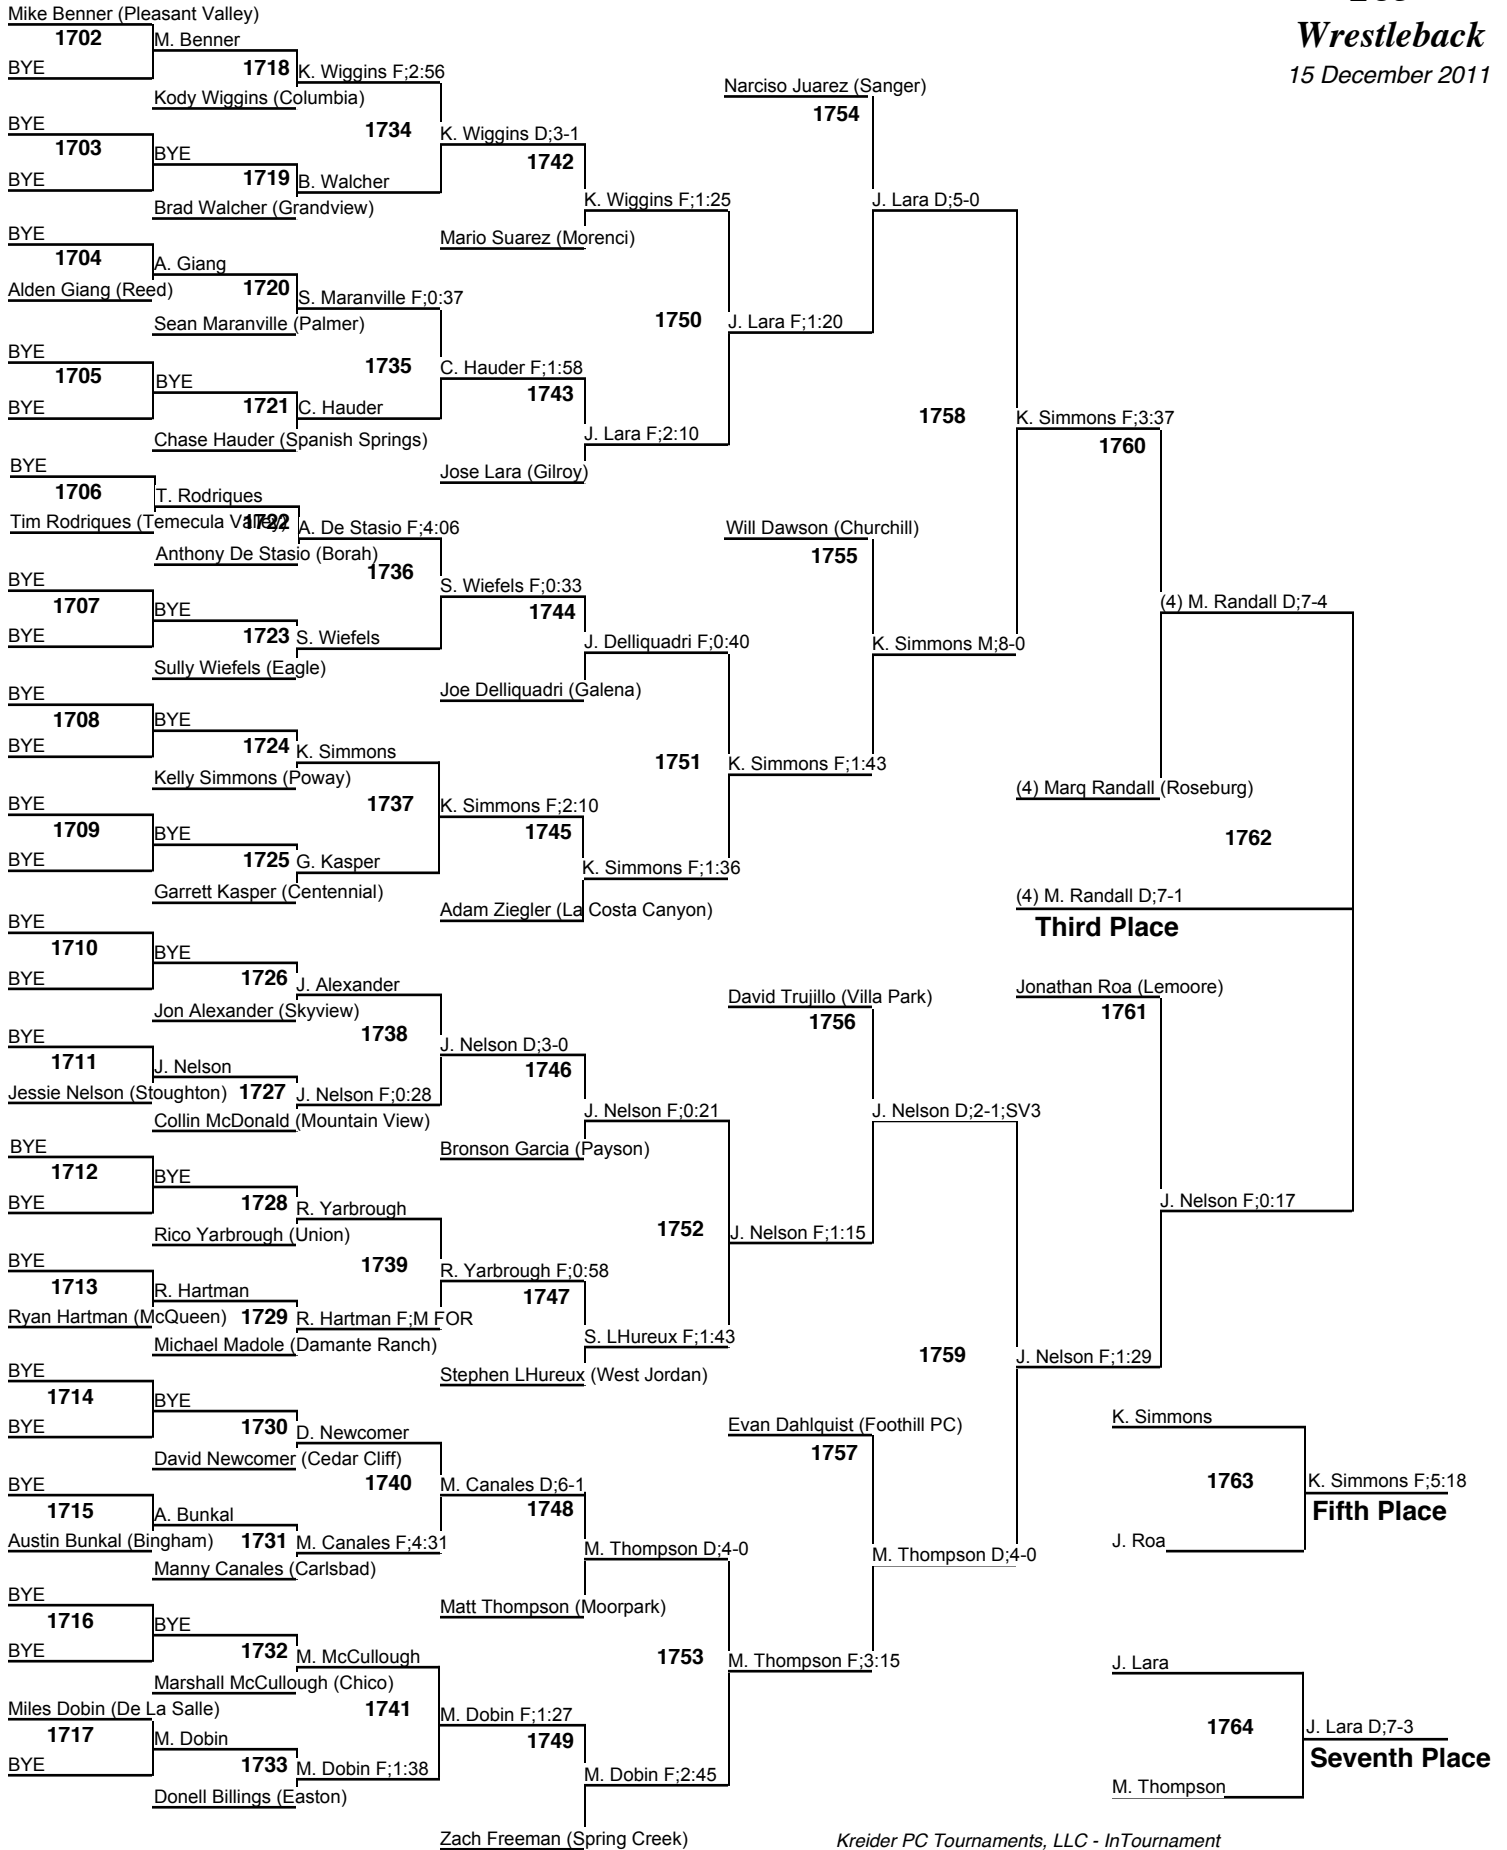 Mike Benner (Pleasant Valley)
1702
BYE
M. Benner
1718
Kody Wiggins (Columbia)
K. Wiggins F;2:56
BYE
1703
BYE
BYE
1719
Brad Walcher (Grandview)
B. Walcher
1734
K. Wiggins D;3-1
1742
Mario Suarez (Morenci)
K. Wiggins F;1:25
BYE
1704
Alden Giang (Reed)
A. Giang
1720
Sean Maranville (Palmer)
S. Maranville F;0:37
BYE
1705
BYE
BYE
1721
Chase Hauder (Spanish Springs)
C. Hauder
1735
C. Hauder F;1:58
1743
Jose Lara (Gilroy)
J. Lara F;2:10
1750
J. Lara F;1:20
Narciso Juarez (Sanger)
1754
J. Lara D;5-0
Wrestleback
15 December 2011
BYE
1706
Tim Rodriques (Temecula Valley)
T. Rodriques
1722
Anthony De Stasio (Borah)
A. De Stasio F;4:06
BYE
1707
BYE
BYE
1723
Sully Wiefels (Eagle)
S. Wiefels
1736
S. Wiefels F;0:33
1744
Joe Delliquadri (Galena)
J. Delliquadri F;0:40
BYE
1708
BYE
BYE
1724
Kelly Simmons (Poway)
K. Simmons
BYE
1709
BYE
BYE
1725
Garrett Kasper (Centennial)
G. Kasper
1737
K. Simmons F;2:10
1745
Adam Ziegler (La Costa Canyon)
K. Simmons F;1:36
1751
K. Simmons F;1:43
Will Dawson (Churchill)
1755
K. Simmons M;8-0
1758
K. Simmons F;3:37
1760
(4) Marq Randall (Roseburg)
(4) M. Randall D;7-4
1762
(4) M. Randall D;7-1
Third Place
BYE
1710
BYE
BYE
1726
Jon Alexander (Skyview)
J. Alexander
BYE
1711
Jessie Nelson (Stoughton)
J. Nelson
1727
Collin McDonald (Mountain View)
J. Nelson F;0:28
1738
J. Nelson D;3-0
1746
Bronson Garcia (Payson)
J. Nelson F;0:21
BYE
1712
BYE
BYE
1728
Rico Yarbrough (Union)
R. Yarbrough
BYE
1713
Ryan Hartman (McQueen)
R. Hartman
1729
Michael Madole (Damante Ranch)
R. Hartman F;M FOR
1739
R. Yarbrough F;0:58
1747
Stephen LHureux (West Jordan)
S. LHureux F;1:43
1752
J. Nelson F;1:15
David Trujillo (Villa Park)
1756
J. Nelson D;2-1;SV3
BYE
1714
BYE
BYE
1730
David Newcomer (Cedar Cliff)
D. Newcomer
BYE
1715
Austin Bunkal (Bingham)
A. Bunkal
1731
Manny Canales (Carlsbad)
M. Canales F;4:31
1740
M. Canales D;6-1
1748
Matt Thompson (Moorpark)
M. Thompson D;4-0
BYE
1716
BYE
BYE
1732
Marshall McCullough (Chico)
M. McCullough
Miles Dobin (De La Salle)
1717
BYE
M. Dobin
1733
Donell Billings (Easton)
M. Dobin F;1:38
1741
M. Dobin F;1:27
1749
Zach Freeman (Spring Creek)
M. Dobin F;2:45
1753
M. Thompson F;3:15
Evan Dahlquist (Foothill PC)
1757
M. Thompson D;4-0
1759
J. Nelson F;1:29
Jonathan Roa (Lemoore)
1761
J. Nelson F;0:17
K. Simmons
1763
J. Roa
K. Simmons F;5:18
Fifth Place
J. Lara
1764
M. Thompson
J. Lara D;7-3
Seventh Place
Kreider PC Tournaments, LLC - InTournament